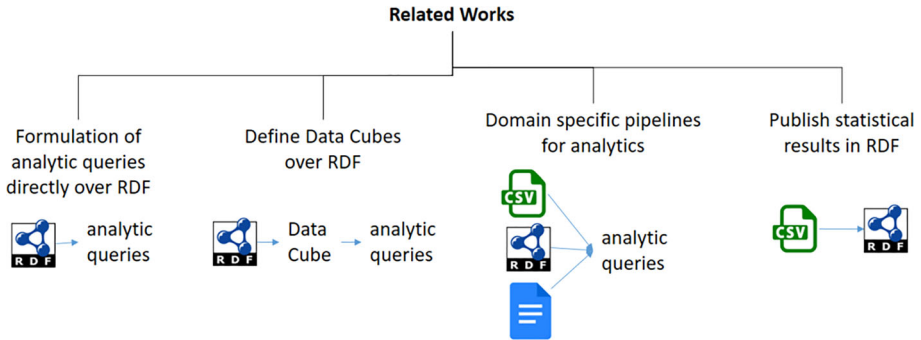 Related Works
Formulation of
analytic queries
directly over RDF
RDF
analytic
queries
Define Data Cubes
over RDF
RDF
Data
Cube
analytic
queries
Domain specific pipelines
for analytics
CSV
RDF
analytic
queries
Publish statistical
results in RDF
CSV
RDF